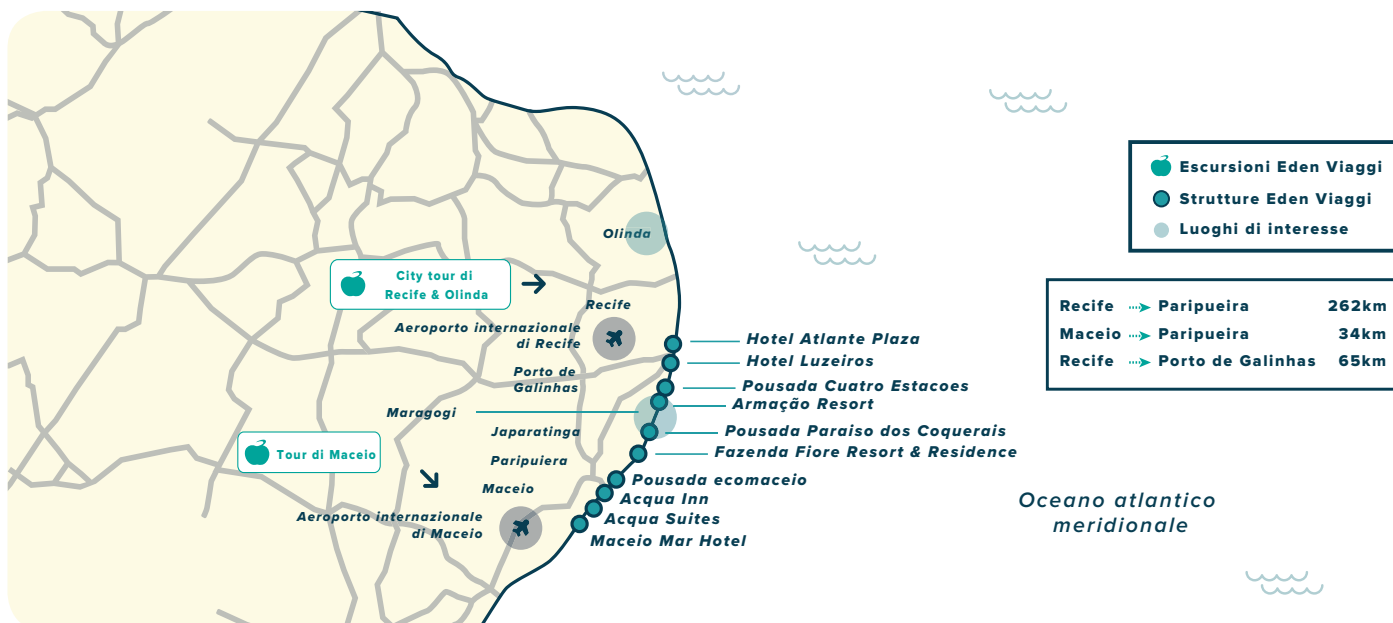 Escursioni Eden Viaggi
Strutture Eden Viaggi
Luoghi di interesse
Olinda
City tour di
Recife & Olinda
Recife
Aeroporto internazionale
di Recife
Recife Paripueira 262km
Maceio Paripueira 34km
Recife Porto de Galinhas 65km
Hotel Atlante Plaza
Hotel Luzeiros
Porto de
Galinhas
Pousada Cuatro Estacoes
Armação Resort
Maragogi
Japaratinga
Pousada Paraiso dos Coquerais
Tour di Maceio
Fazenda Fiore Resort & Residence
Paripuiera
Pousada ecomaceio
Maceio
Acqua Inn
Aeroporto internazionale
di Maceio
Acqua Suites
Maceio Mar Hotel
Oceano atlantico
meridionale